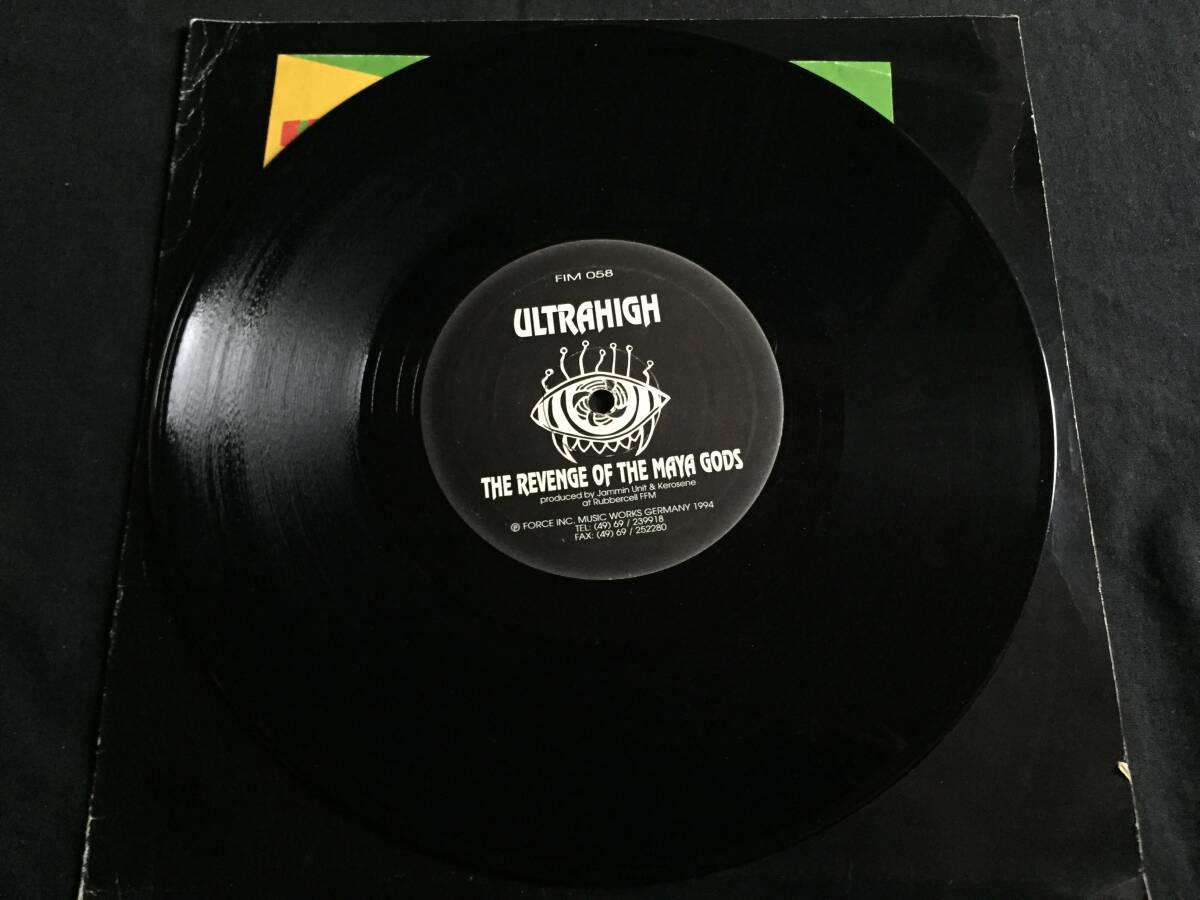 FIM 058
ULTRAHIGH
THE REVENGE OF THE MAYA GODS
produced by Jammin Unit & Kerosene
at Rubbercell FFM
℗ FORCE INC. MUSIC WORKS GERMANY 1994
TEL: (49) 69 / 239918
FAX: (49) 69 / 252280